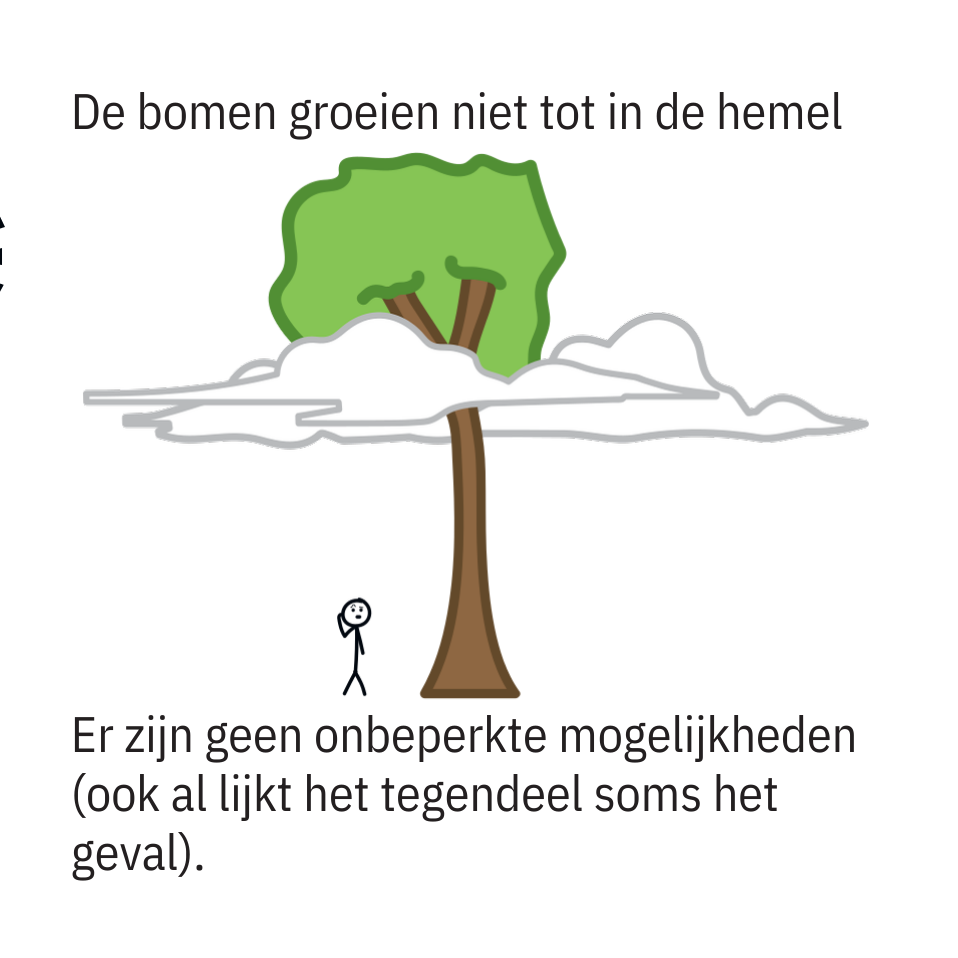 De bomen groeien niet tot in de hemel
Er zijn geen onbeperkte mogelijkheden
(ook al lijkt het tegendeel soms het
geval).